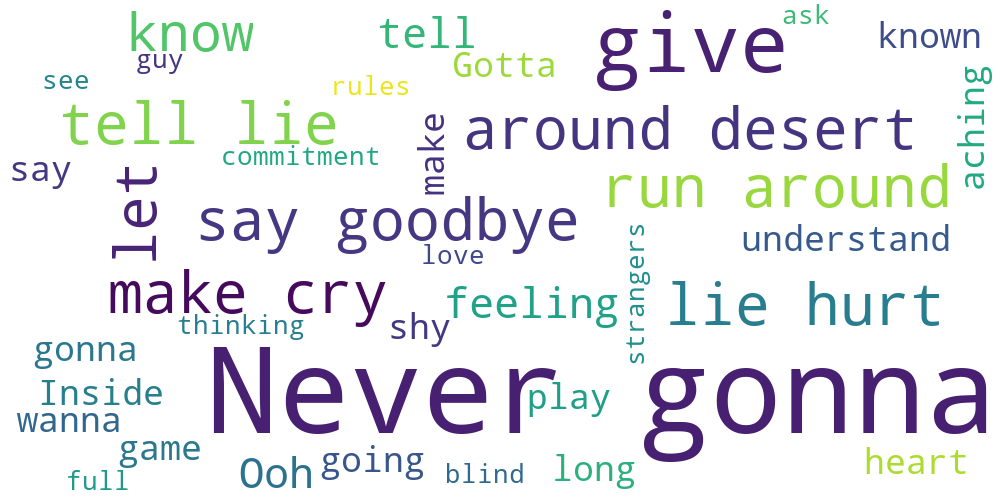 know
tell
give
ask
known
guy
Gotta
see
rules
aching
tell lie
make
around desert
commitment
say
let
run around
say goodbye
understand
love
strangers
make cry
feeling
lie hurt
thinking
shy
gonna
Never gonna
Inside
play
wanna
game
Ooh
going
blind
long
heart
full